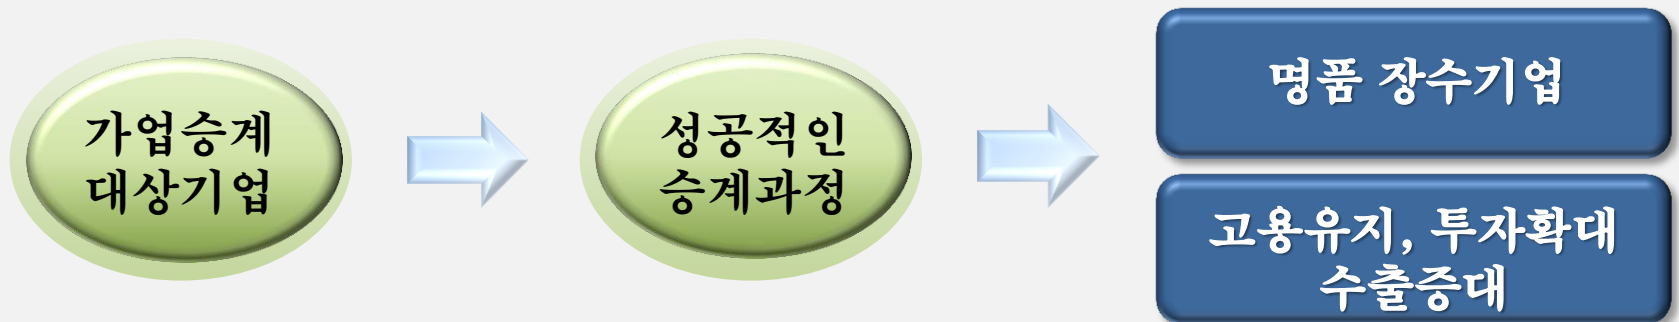 가업승계
대상기업
성공적인
승계과정
명품 장수기업
고용유지, 투자확대
수출증대